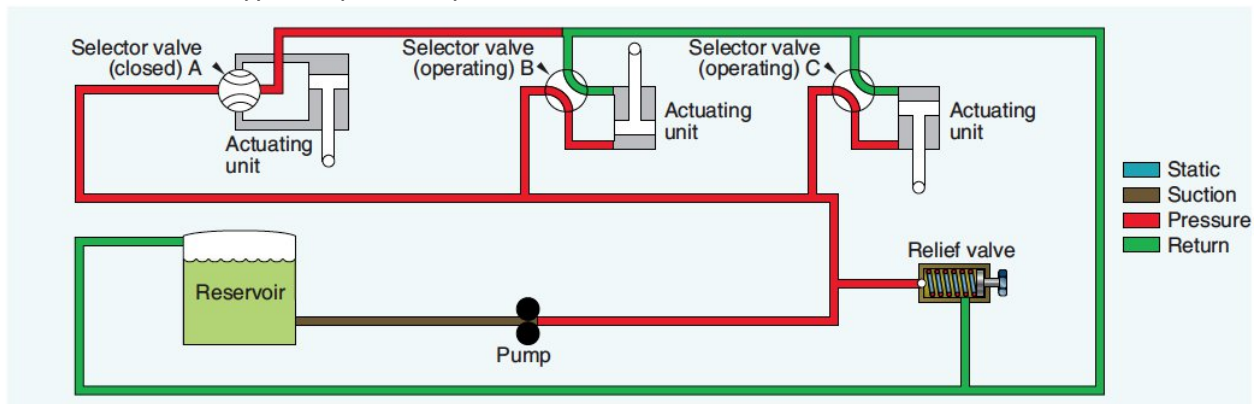 Selector valve
(closed) A
Selector valve
(operating) B
Selector valve
(operating) C
Actuating
unit
Actuating
unit
Actuating
unit
Static
Suction
Pressure
Return
Relief valve
Reservoir
Pump